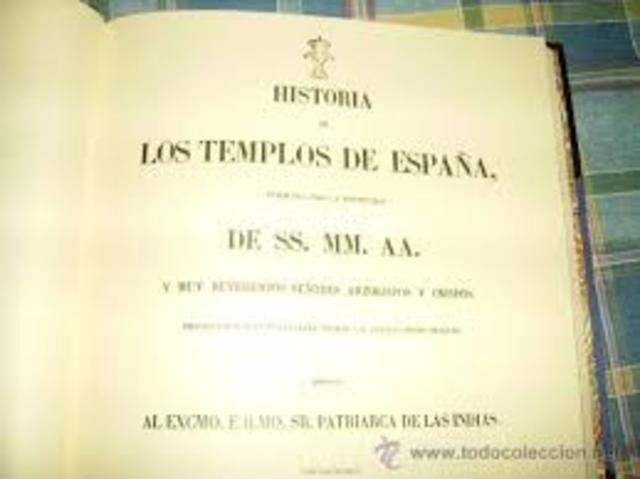 HISTORIA
DE
LOS TEMPLOS DE ESPAÑA,
DE SS. MM. AA.
Y MUY REVERENDOS SEÑORES ARZOBISPOS Y OBISPOS
AL EXCMO. E ILMO. SR. PATRIARCA DE LAS INDIAS.
www.todocoleccion.net